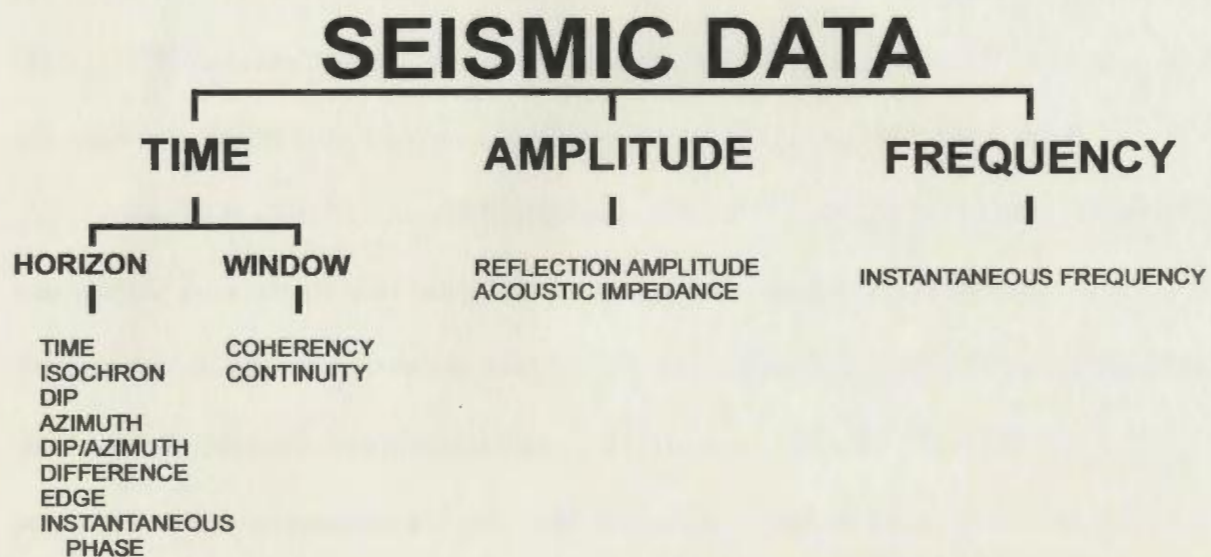 SEISMIC DATA
TIME
AMPLITUDE
FREQUENCY
HORIZON
WINDOW
REFLECTION AMPLITUDE
ACOUSTIC IMPEDANCE
INSTANTANEOUS FREQUENCY
TIME
ISOCHRON
DIP
AZIMUTH
DIP/AZIMUTH
DIFFERENCE
EDGE
INSTANTANEOUS
PHASE
COHERENCY
CONTINUITY